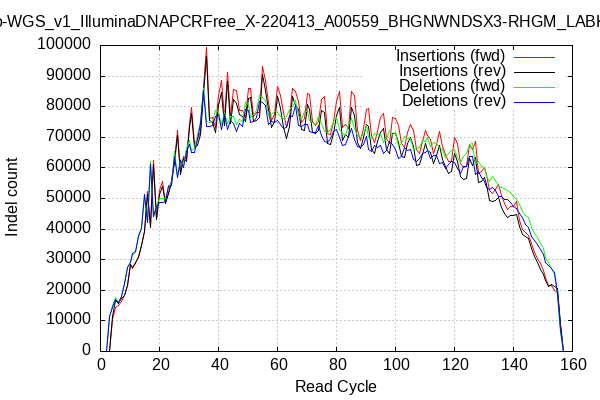 o-WGS_v1_IlluminaDNAPCRFree_X-220413_A00559_BHGNWNDSX3-RHGM_LABK
Insertions (fwd)
Insertions (rev)
Deletions (fwd)
Deletions (rev)
100000
90000
80000
70000
60000
50000
40000
30000
20000
10000
0
Indel count
0 20 40 60 80 100 120 140 160
Read Cycle